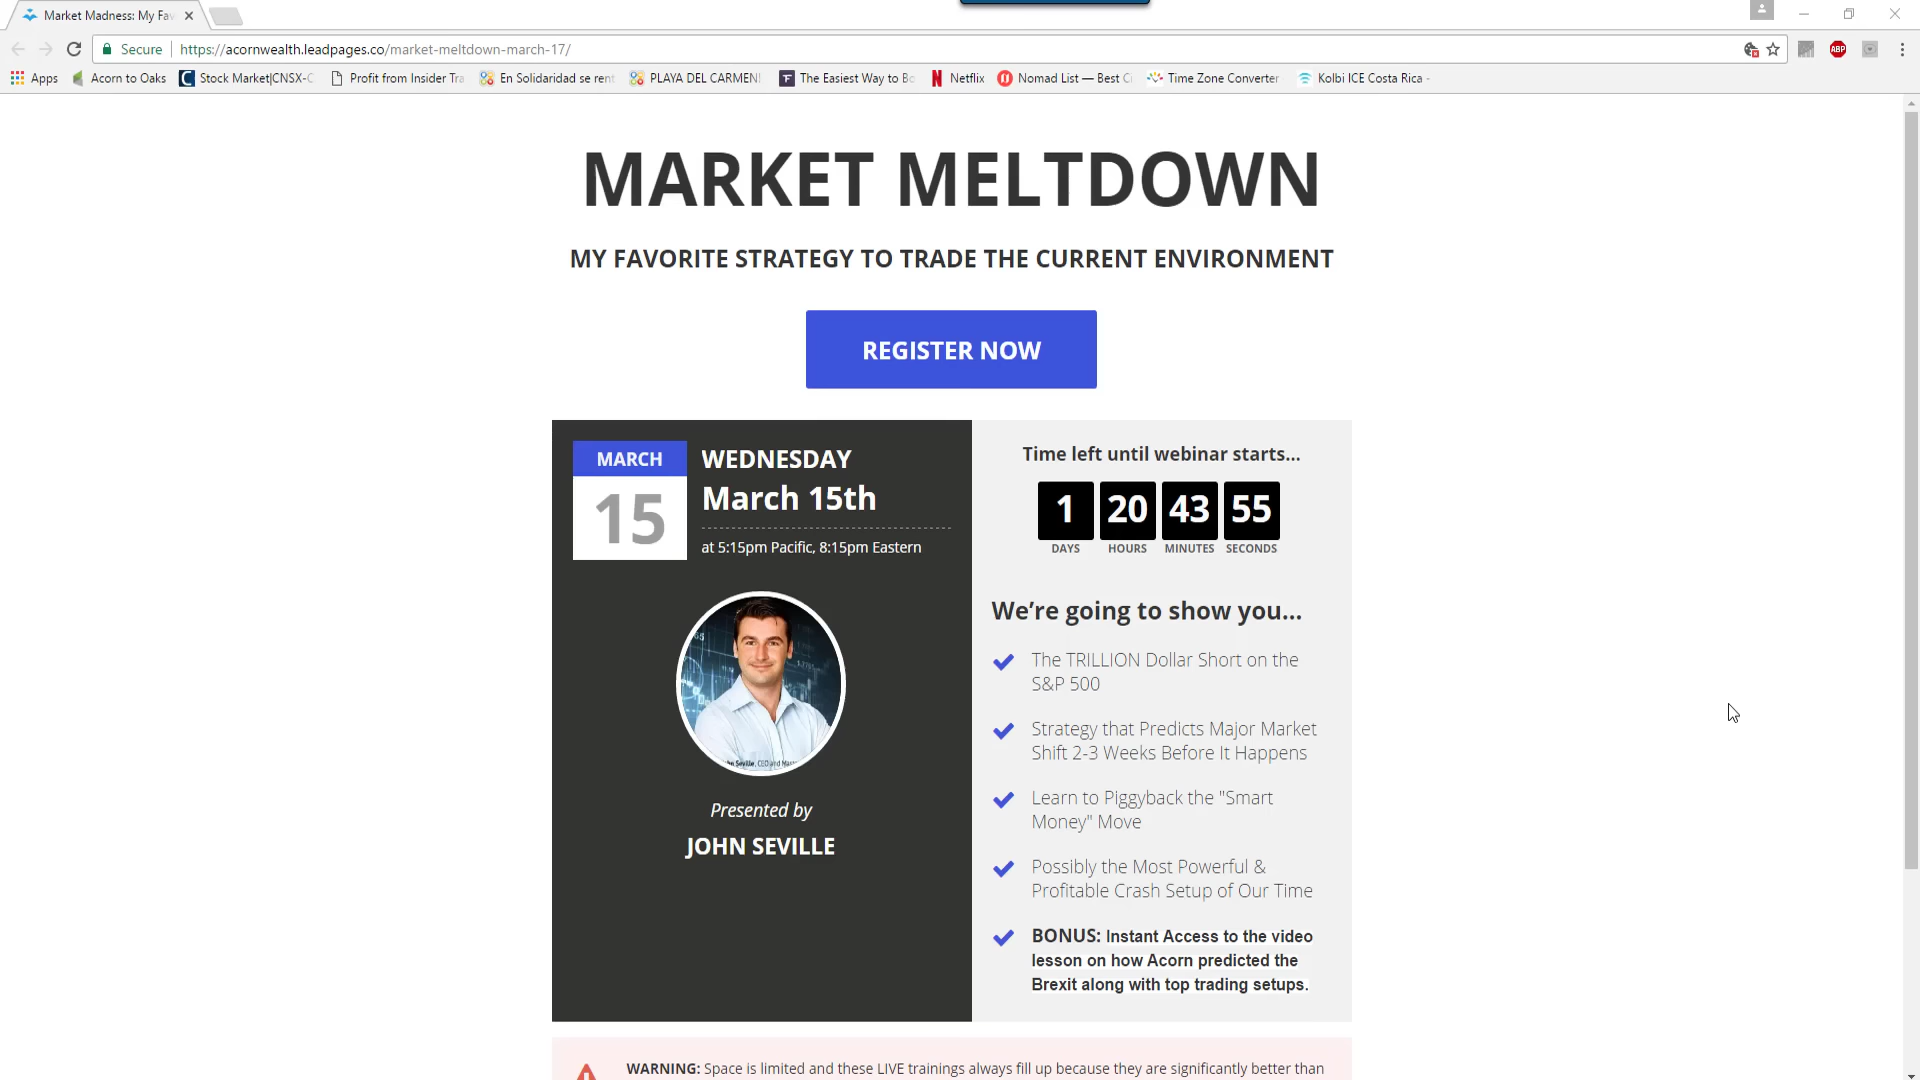 Market Madness: My Fav
Secure
https://acornwealth.leadpages.co/market-meltdown-march-17/
ABP
Apps
Acorn to Oaks
Stock Market|CNSX-C
Profit from Insider Tra
En Solidaridad se rent
PLAYA DEL CARMEN
The Easiest Way to Bo
Netflix
Nomad List — Best Ci
Time Zone Converter
Kolbi ICE Costa Rica -
MARKET MELTDOWN
MY FAVORITE STRATEGY TO TRADE THE CURRENT ENVIRONMENT
REGISTER NOW
MARCH
15
WEDNESDAY
March 15th
at 5:15pm Pacific, 8:15pm Eastern
Presented by
JOHN SEVILLE
Time left until webinar starts...
1 20 43 55
DAYS HOURS MINUTES SECONDS
We’re going to show you...
The TRILLION Dollar Short on the
S&P 500
Strategy that Predicts Major Market
Shift 2-3 Weeks Before It Happens
Learn to Piggyback the "Smart
Money" Move
Possibly the Most Powerful &
Profitable Crash Setup of Our Time
BONUS: Instant Access to the video
lesson on how Acorn predicted the
Brexit along with top trading setups.
WARNING: Space is limited and these LIVE trainings always fill up because they are significantly better than